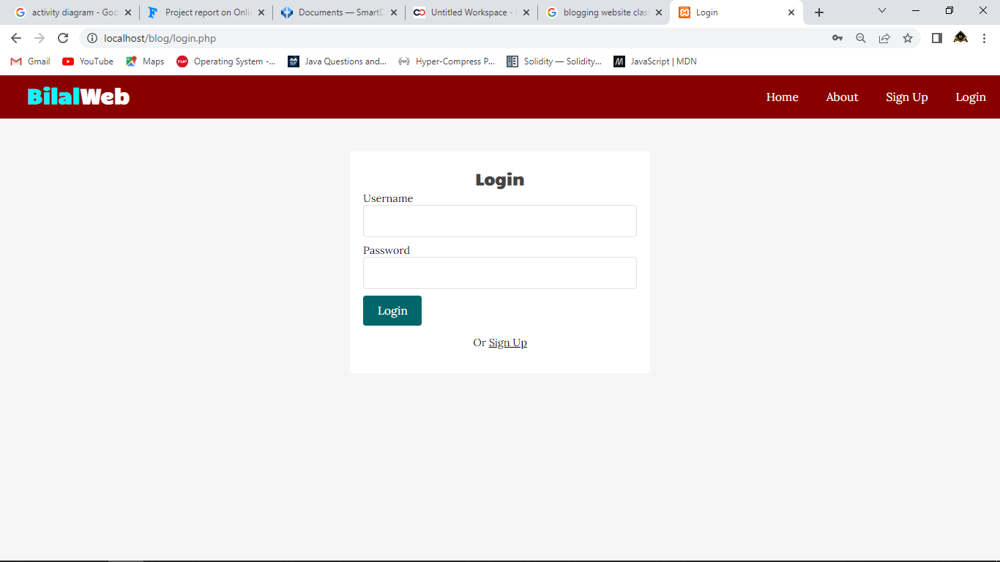 activity diagram - Goo
Project report on Onli
Documents — SmartD
Untitled Workspace -
blogging website clas
Login
localhost/blog/login.php
Gmail
YouTube
Maps
Operating System -...
Java Questions and...
Hyper-Compress P...
Solidity — Solidity...
JavaScript | MDN
BilalWeb
Home
About
Sign Up
Login
Login
Username
Password
Login
Or Sign Up